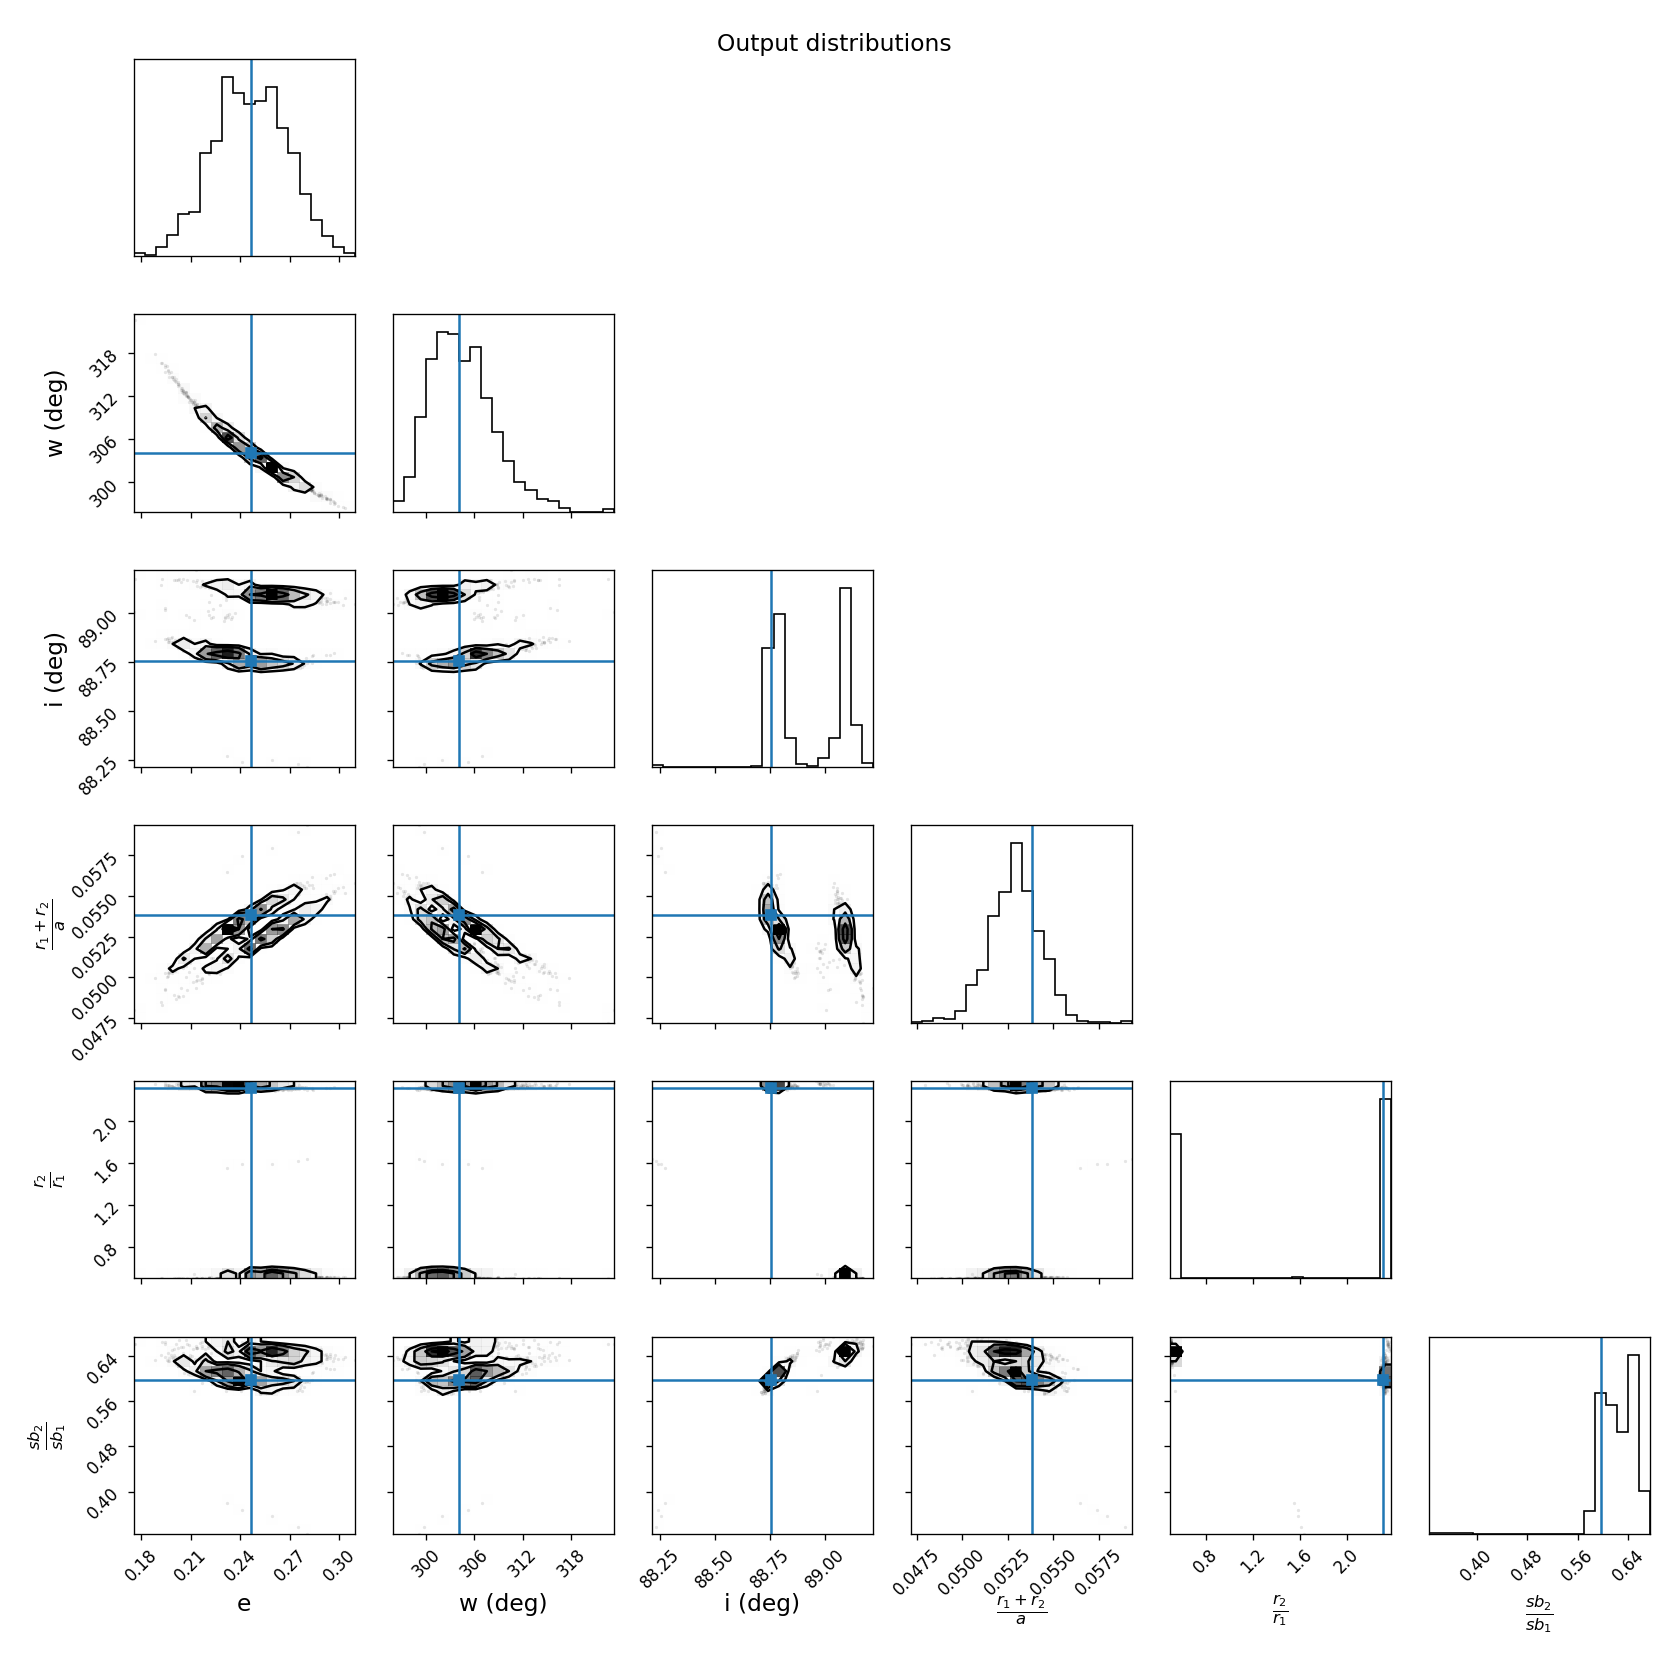 Output distributions
w (deg)
318
312
306
300
i (deg)
89.00
88.75
88.50
88.25
r₁ + r₂
a
0.0575
0.0550
0.0525
0.0500
0.0475
r₂
r₁
2.0
1.6
1.2
0.8
sb₂
sb₁
0.64
0.56
0.48
0.40
0.18 0.21 0.24 0.27 0.30
300 306 312 318
88.25 88.50 88.75 89.00
0.0475 0.0500 0.0525 0.0550 0.0575
0.8 1.2 1.6 2.0
0.40 0.48 0.56 0.64
e
w (deg)
i (deg)
r₁ + r₂
a
r₂
r₁
sb₂
sb₁